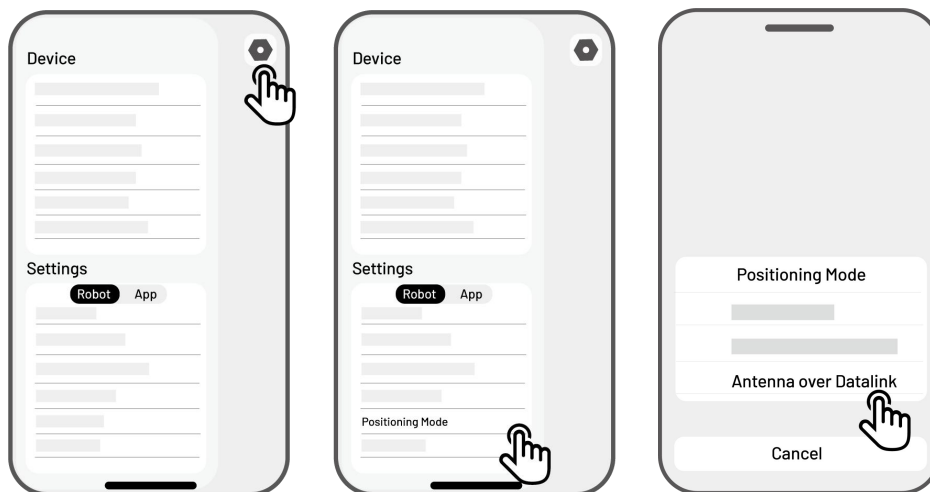 Device
Settings
Robot App
Device
Settings
Robot App
Positioning Mode
Positioning Mode
Antenna over Datalink
Cancel